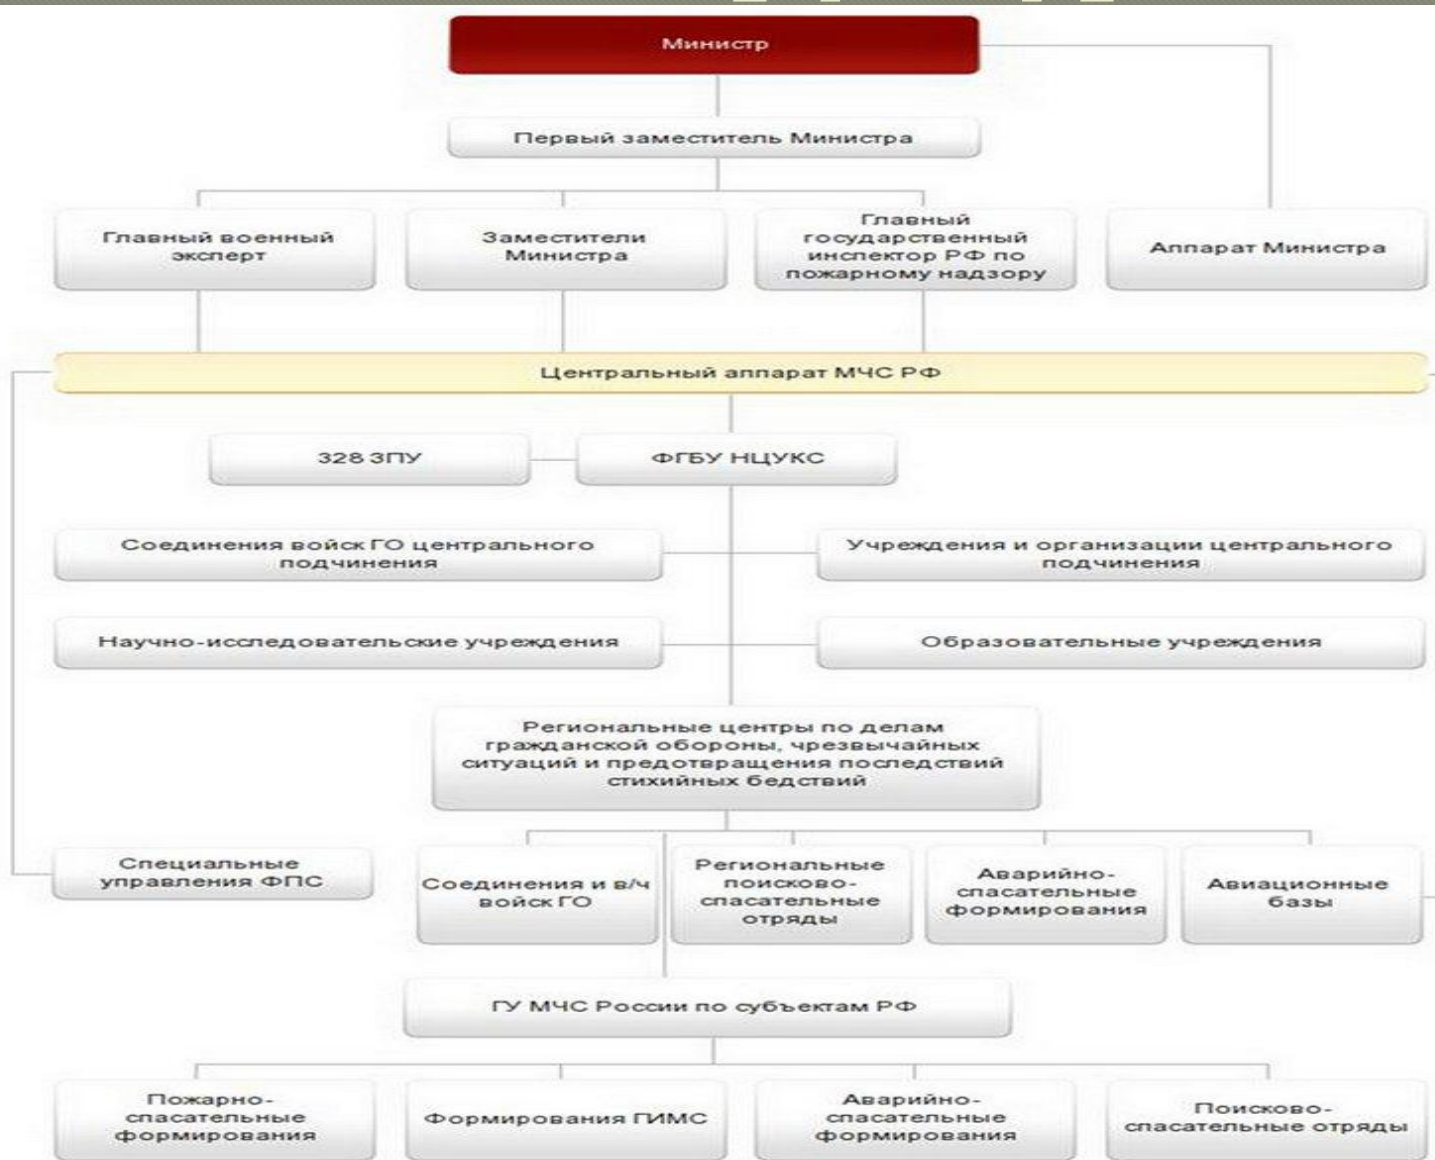 Министр
Первый заместитель Министра
Главный военный
эксперт
Заместители
Министра
Главный
государственный
инспектор РФ по
пожарному надзору
Аппарат Министра
Центральный аппарат МЧС РФ
328 ЗПУ
ФГБУ НЦУКС
Соединения войск ГО центрального
подчинения
Учреждения и организации центрального
подчинения
Научно-исследовательские учреждения
Образовательные учреждения
Региональные центры по делам
гражданской обороны, чрезвычайных
ситуаций и предотвращения последствий
стихийных бедствий
Специальные
управления ФПС
Соединения и в/ч
войск ГО
Региональные
поисково-
спасательные
отряды
Аварийно-
спасательные
формирования
Авиационные
базы
ГУ МЧС России по субъектам РФ
Пожарно-
спасательные
формирования
Формирования ГИМС
Аварийно-
спасательные
формирования
Поисково-
спасательные отряды